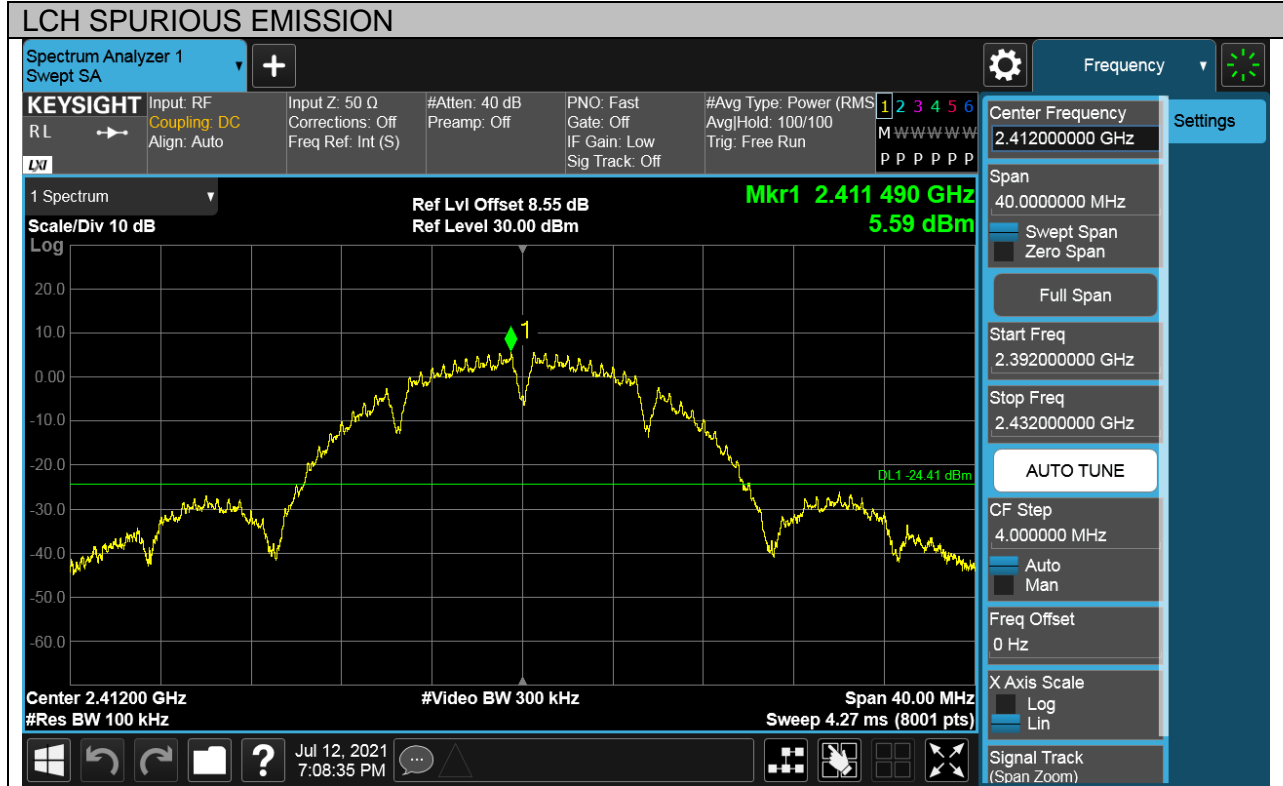 LCH SPURIOUS EMISSION
Spectrum Analyzer 1
Swept SA
Frequency
KEYSIGHT
RL
LXI
Input: RF
Coupling: DC
Align: Auto
Input Z: 50 Ω
Corrections: Off
Freq Ref: Int (S)
#Atten: 40 dB
Preamp: Off
PNO: Fast
Gate: Off
IF Gain: Low
Sig Track: Off
#Avg Type: Power (RMS
Avg|Hold: 100/100
Trig: Free Run
1 2 3 4 5 6
M W W W W W
P P P P P P
1 Spectrum
Scale/Div 10 dB
Ref Lvl Offset 8.55 dB
Ref Level 30.00 dBm
Mkr1 2.411 490 GHz
5.59 dBm
Log
20.0
10.0
0.00
-10.0
-20.0
-30.0
-40.0
-50.0
-60.0
1
DL1 -24.41 dBm
Center 2.41200 GHz
#Res BW 100 kHz
#Video BW 300 kHz
Span 40.00 MHz
Sweep 4.27 ms (8001 pts)
Jul 12, 2021
7:08:35 PM
Center Frequency
2.412000000 GHz
Span
40.0000000 MHz
Swept Span
Zero Span
Full Span
Start Freq
2.392000000 GHz
Stop Freq
2.432000000 GHz
AUTO TUNE
CF Step
4.000000 MHz
Auto
Man
Freq Offset
0 Hz
X Axis Scale
Log
Lin
Signal Track
(Span Zoom)
Settings